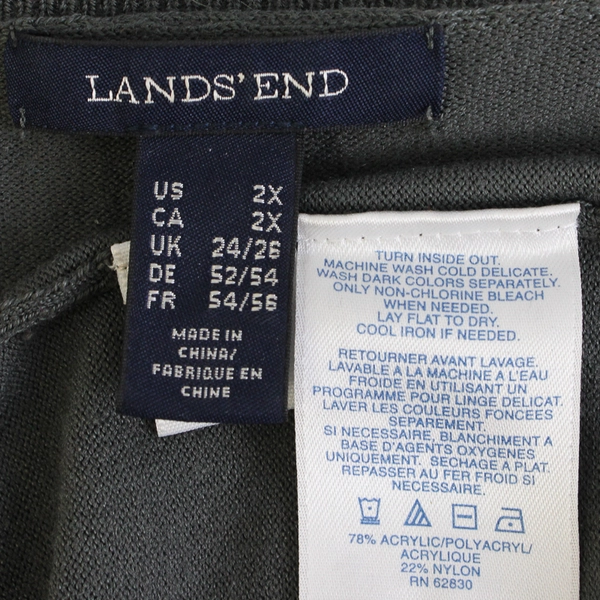 LANDS' END
US 2X
CA 2X
UK 24/26
DE 52/54
FR 54/56
MADE IN
CHINA/
FABRIQUE EN
CHINE
TURN INSIDE OUT.
MACHINE WASH COLD DELICATE.
WASH DARK COLORS SEPARATELY.
ONLY NON-CHLORINE BLEACH
WHEN NEEDED.
LAY FLAT TO DRY.
COOL IRON IF NEEDED.
RETOURNER AVANT LAVAGE.
LAVABLE A LA MACHINE A L'EAU
FROIDE EN UTILISANT UN
PROGRAMME POUR LINGE DELICAT.
LAVER LES COULEURS FONCEES
SEPAREMENT.
SI NECESSAIRE, BLANCHIMENT A
BASE D'AGENTS OXYGENES
UNIQUEMENT. SECHAGE A PLAT.
REPASSER AU FER FROID SI
NECESSAIRE.
78% ACRYLIC/POLYACRYL/
ACRYLIQUE
22% NYLON
RN 62830